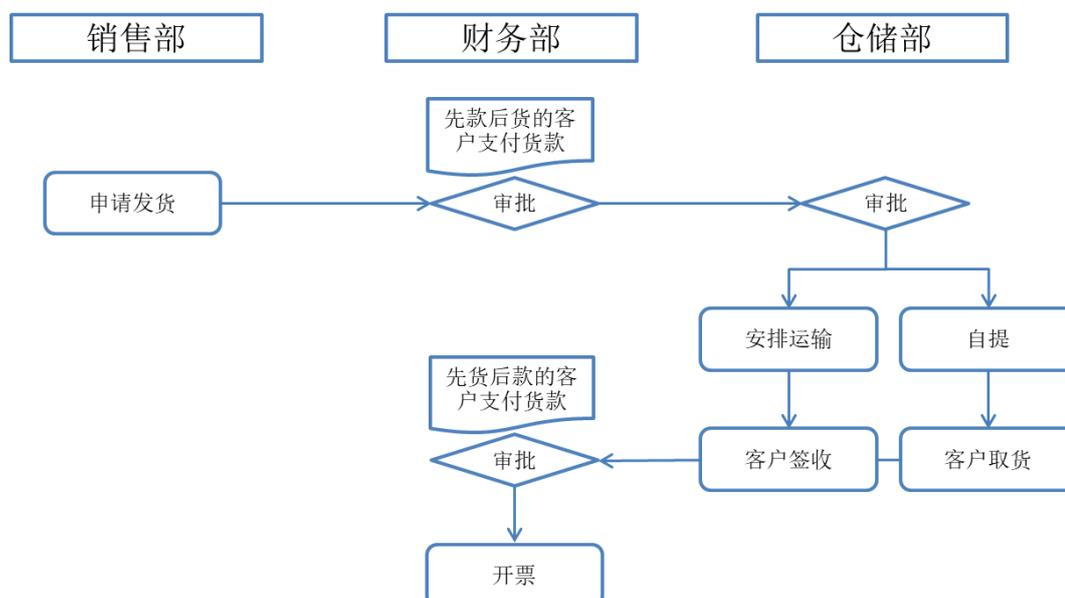 销售部
财务部
仓储部
先款后货的客
户支付货款
申请发货
审批
审批
安排运输
自提
先货后款的客
户支付货款
审批
客户签收
客户取货
开票